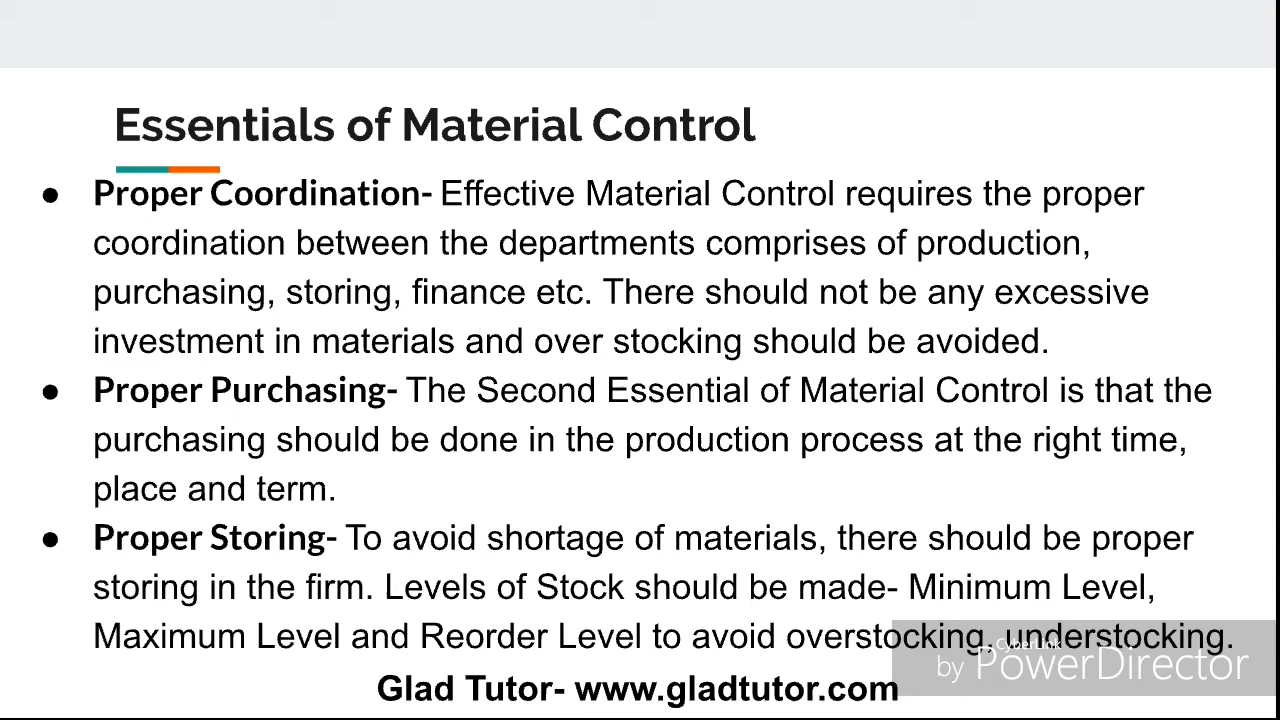 Essentials of Material Control
● Proper Coordination- Effective Material Control requires the proper
coordination between the departments comprises of production,
purchasing, storing, finance etc. There should not be any excessive
investment in materials and over stocking should be avoided.
● Proper Purchasing- The Second Essential of Material Control is that the
purchasing should be done in the production process at the right time,
place and term.
● Proper Storing- To avoid shortage of materials, there should be proper
storing in the firm. Levels of Stock should be made- Minimum Level,
Maximum Level and Reorder Level to avoid overstocking, understocking.
CyberLink
by PowerDirector
Glad Tutor- www.gladtutor.com